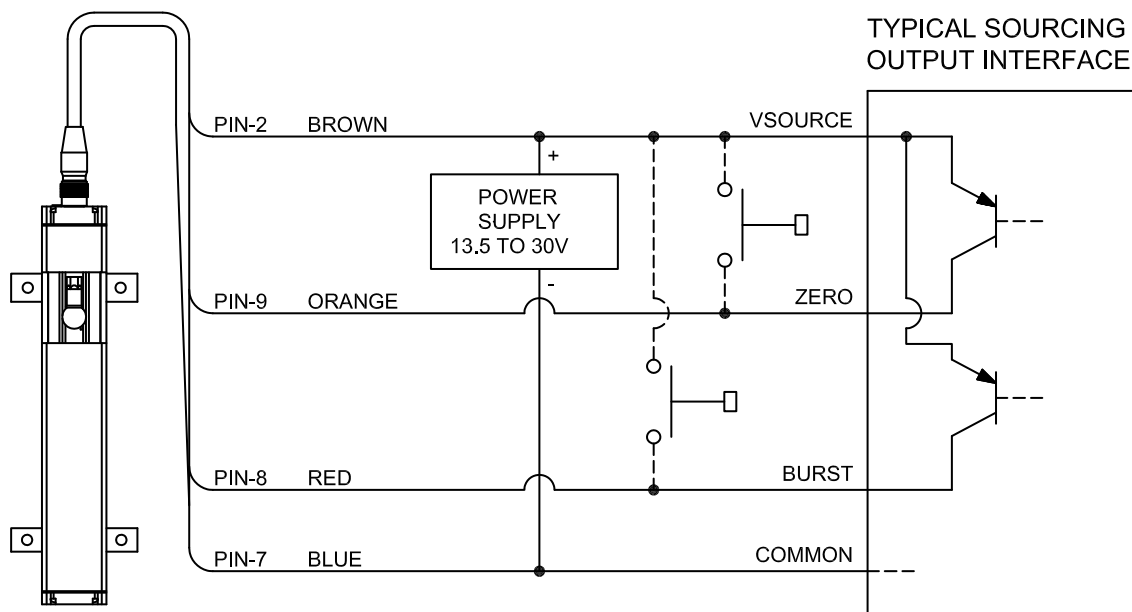 TYPICAL SOURCING
OUTPUT INTERFACE
PIN-2 BROWN VSOURCE
+
POWER
SUPPLY
13.5 TO 30V
-
PIN-9 ORANGE ZERO
PIN-8 RED BURST
PIN-7 BLUE COMMON